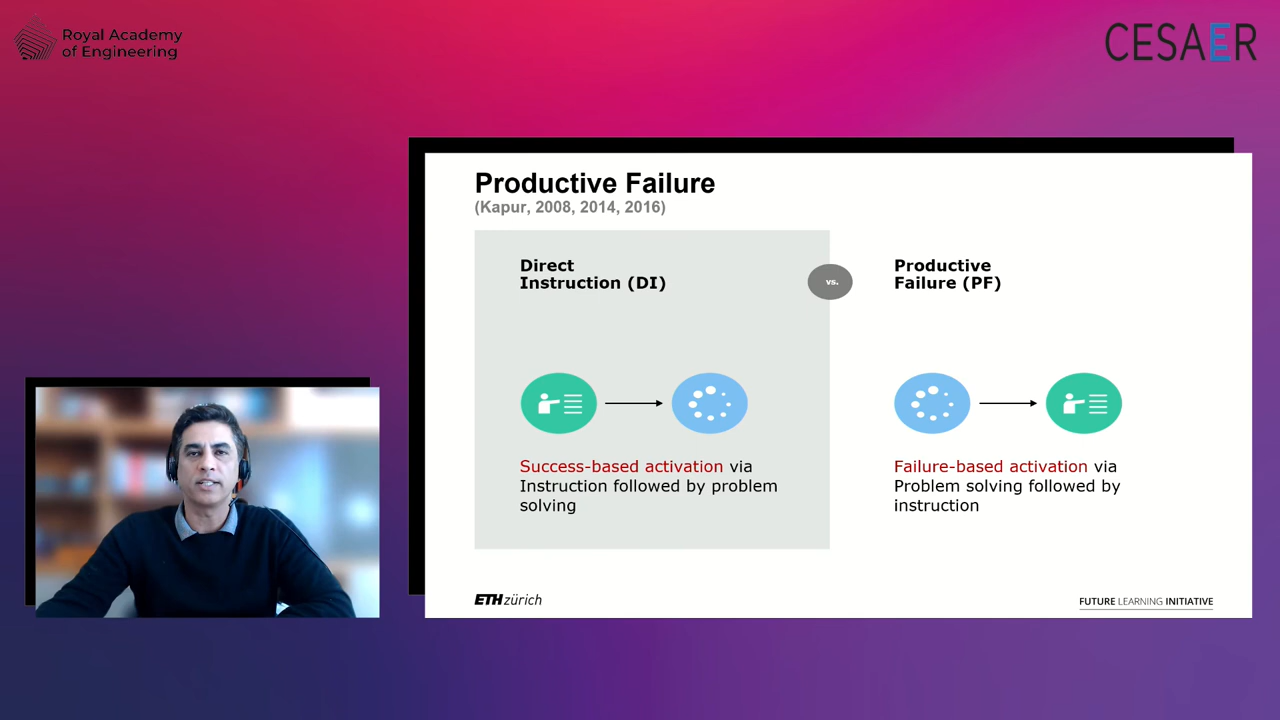 Royal Academy
of Engineering
CESAER
Productive Failure
(Kapur, 2008, 2014, 2016)
Direct
Instruction (DI)
vs.
Productive
Failure (PF)
Success-based activation via
Instruction followed by problem
solving
Failure-based activation via
Problem solving followed by
instruction
ETH zürich
FUTURE LEARNING INITIATIVE